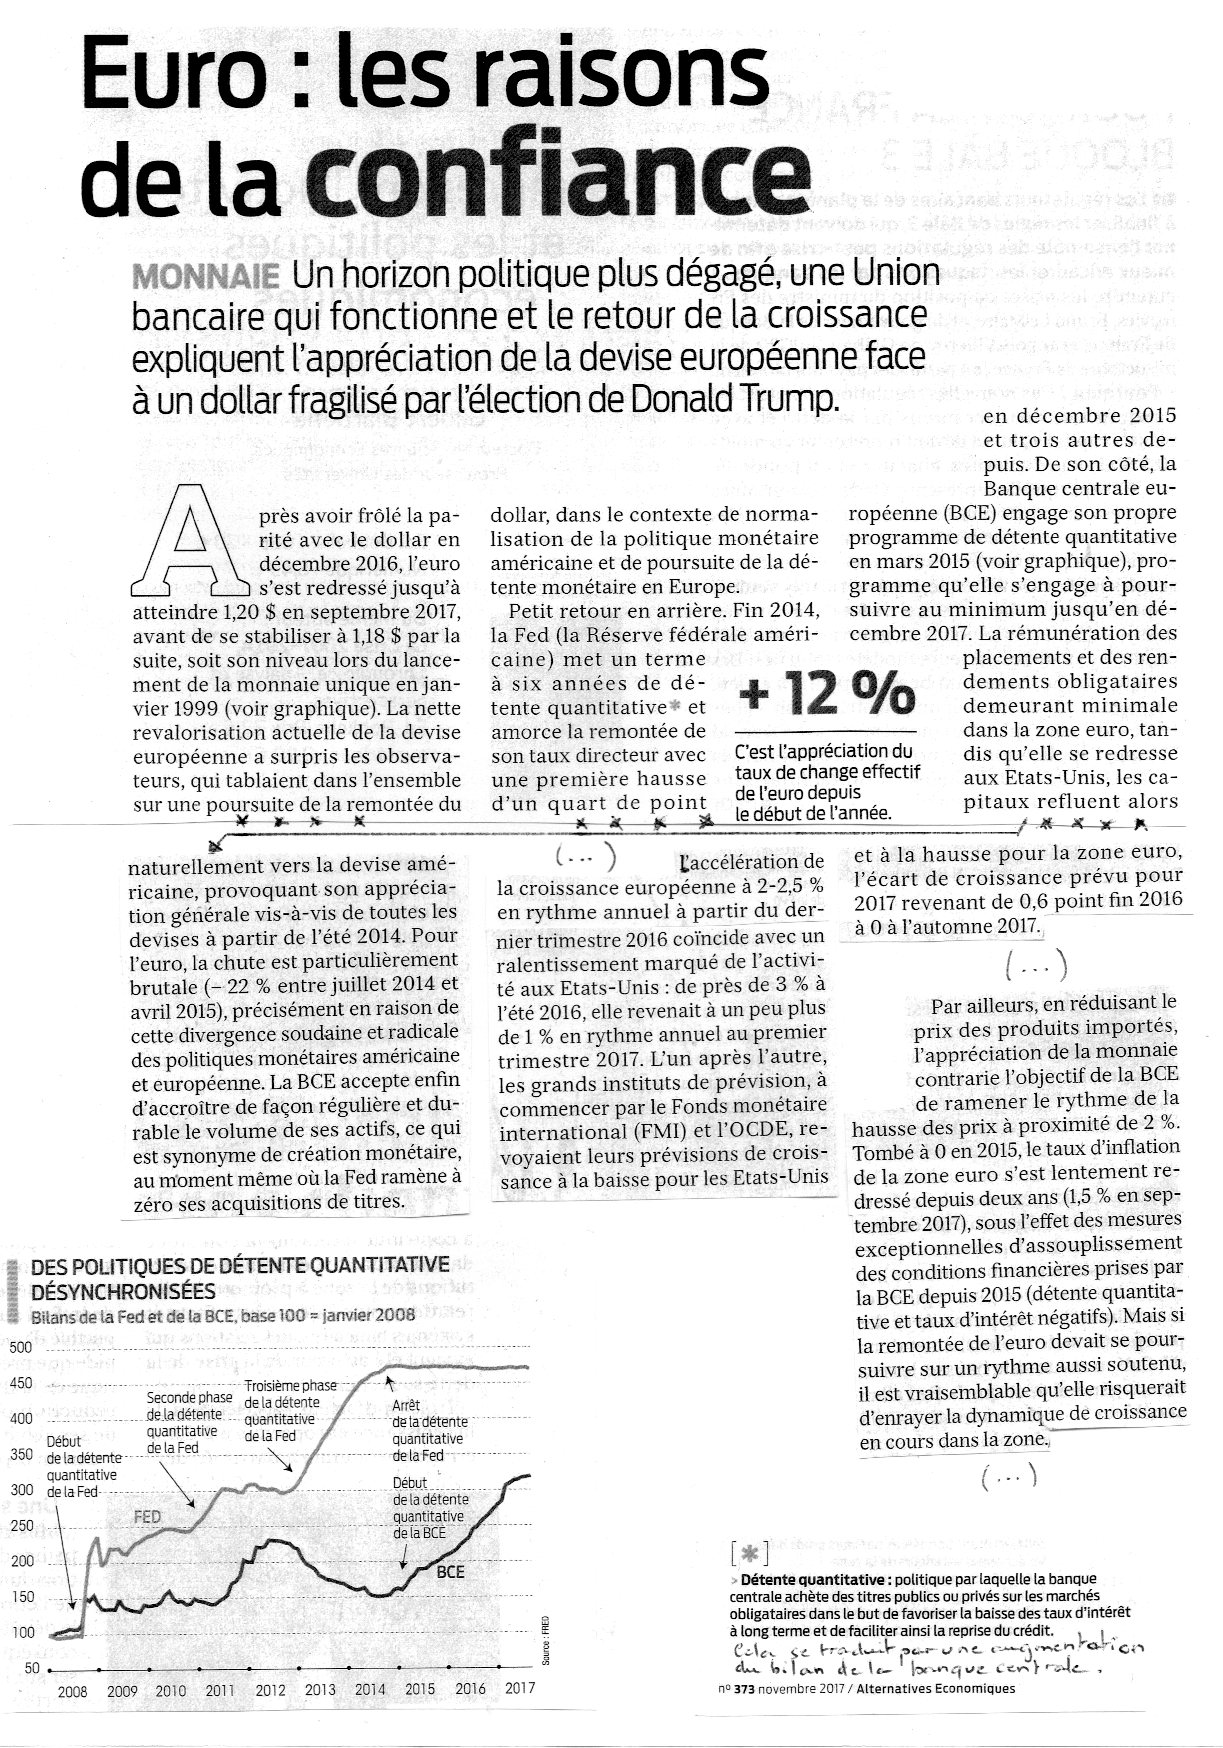 Euro : les raisons
de la confiance
MONNAIE Un horizon politique plus dégagé, une Union
bancaire qui fonctionne et le retour de la croissance
expliquent l'appréciation de la devise européenne face
à un dollar fragilisé par l'élection de Donald Trump.
Après avoir frôlé la pa-
rité avec le dollar en
décembre 2016, l'euro
s'est redressé jusqu'à
atteindre 1,20 $ en septembre 2017,
avant de se stabiliser à 1,18 $ par la
suite, soit son niveau lors du lance-
ment de la monnaie unique en jan-
vier 1999 (voir graphique). La nette
revalorisation actuelle de la devise
européenne a surpris les observa-
teurs, qui tablaient dans l'ensemble
sur une poursuite de la remontée du
dollar, dans le contexte de norma-
lisation de la politique monétaire
américaine et de poursuite de la dé-
tente monétaire en Europe.
Petit retour en arrière. Fin 2014,
la Fed (la Réserve fédérale améri-
caine) met un terme
à six années de dé-
tente quantitative* et
amorce la remontée de
son taux directeur avec
une première hausse
d'un quart de point
+ 12 %
C'est l'appréciation du
taux de change effectif
de l'euro depuis
le début de l'année.
en décembre 2015
et trois autres de-
puis. De son côté, la
Banque centrale eu-
ropéenne (BCE) engage son propre
programme de détente quantitative
en mars 2015 (voir graphique), pro-
gramme qu'elle s'engage à pour-
suivre au minimum jusqu'en dé-
cembre 2017. La rémunération des
placements et des ren-
dements obligataires
demeurant minimale
dans la zone euro, tan-
dis qu'elle se redresse
aux Etats-Unis, les ca-
pitaux refluent alors
naturellement vers la devise amé-
ricaine, provoquant son apprécia-
tion générale vis-à-vis de toutes les
devises à partir de l'été 2014. Pour
l'euro, la chute est particulièrement
brutale (– 22 % entre juillet 2014 et
avril 2015), précisément en raison de
cette divergence soudaine et radicale
des politiques monétaires américaine
et européenne. La BCE accepte enfin
d'accroître de façon régulière et du-
rable le volume de ses actifs, ce qui
est synonyme de création monétaire,
au moment même où la Fed ramène à
zéro ses acquisitions de titres.
(...)
L'accélération de
la croissance européenne à 2-2,5 %
en rythme annuel à partir du der-
nier trimestre 2016 coïncide avec un
ralentissement marqué de l'activi-
té aux Etats-Unis : de près de 3 % à
l'été 2016, elle revenait à un peu plus
de 1 % en rythme annuel au premier
trimestre 2017. L'un après l'autre,
les grands instituts de prévision, à
commencer par le Fonds monétaire
international (FMI) et l'OCDE, re-
voyaient leurs prévisions de crois-
sance à la baisse pour les Etats-Unis
et à la hausse pour la zone euro,
l'écart de croissance prévu pour
2017 revenant de 0,6 point fin 2016
à 0 à l'automne 2017.
(...)
Par ailleurs, en réduisant le
prix des produits importés,
l'appréciation de la monnaie
contrarie l'objectif de la BCE
de ramener le rythme de la
hausse des prix à proximité de 2 %.
Tombé à 0 en 2015, le taux d'inflation
de la zone euro s'est lentement re-
dressé depuis deux ans (1,5 % en sep-
tembre 2017), sous l'effet des mesures
exceptionnelles d'assouplissement
des conditions financières prises par
la BCE depuis 2015 (détente quantita-
tive et taux d'intérêt négatifs). Mais si
la remontée de l'euro devait se pour-
suivre sur un rythme aussi soutenu,
il est vraisemblable qu'elle risquerait
d'enrayer la dynamique de croissance
en cours dans la zone.
(...)
DES POLITIQUES DE DÉTENTE QUANTITATIVE
DÉSYNCHRONISÉES
Bilans de la Fed et de la BCE, base 100 = janvier 2008
500
450
400
350
300
250
200
150
100
50
Début
de la détente
quantitative
de la Fed
Seconde phase
de la détente
quantitative
de la Fed
Troisième phase
de la détente
quantitative
de la Fed
Arrêt
de la détente
quantitative
de la Fed
Début
de la détente
quantitative
de la BCE
FED
BCE
2008 2009 2010 2011 2012 2013 2014 2015 2016 2017
Source : FRED
[*]
> Détente quantitative : politique par laquelle la banque
centrale achète des titres publics ou privés sur les marchés
obligataires dans le but de favoriser la baisse des taux d'intérêt
à long terme et de faciliter ainsi la reprise du crédit.
Cela se traduit par une augmentation
du bilan de la banque centrale.
n° 373 novembre 2017 / Alternatives Economiques